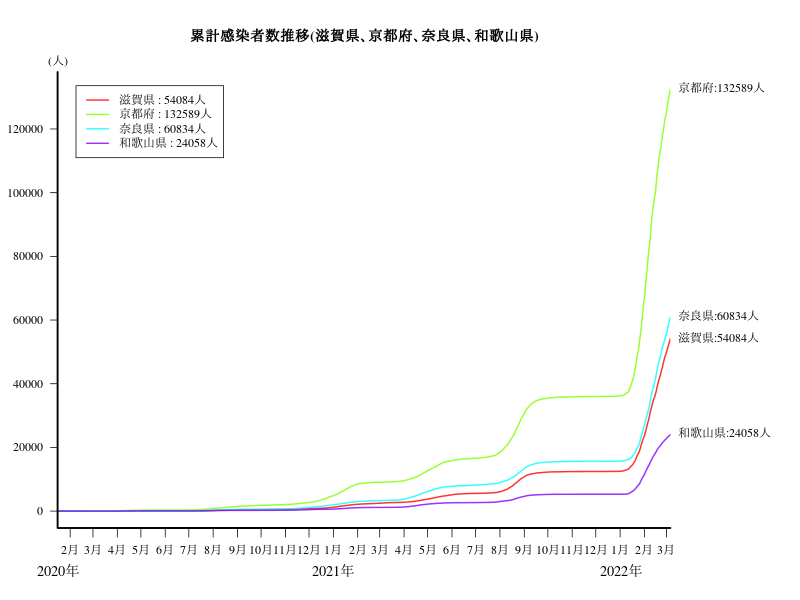 累計感染者数推移(滋賀県、京都府、奈良県、和歌山県)
(人)
滋賀県 : 54084人
京都府 : 132589人
奈良県 : 60834人
和歌山県 : 24058人
京都府:132589人
奈良県:60834人
滋賀県:54084人
和歌山県:24058人
120000
100000
80000
60000
40000
20000
0
2月 3月 4月 5月 6月 7月 8月 9月 10月 11月 12月 1月 2月 3月 4月 5月 6月 7月 8月 9月 10月 11月 12月 1月 2月 3月
2020年 2021年 2022年